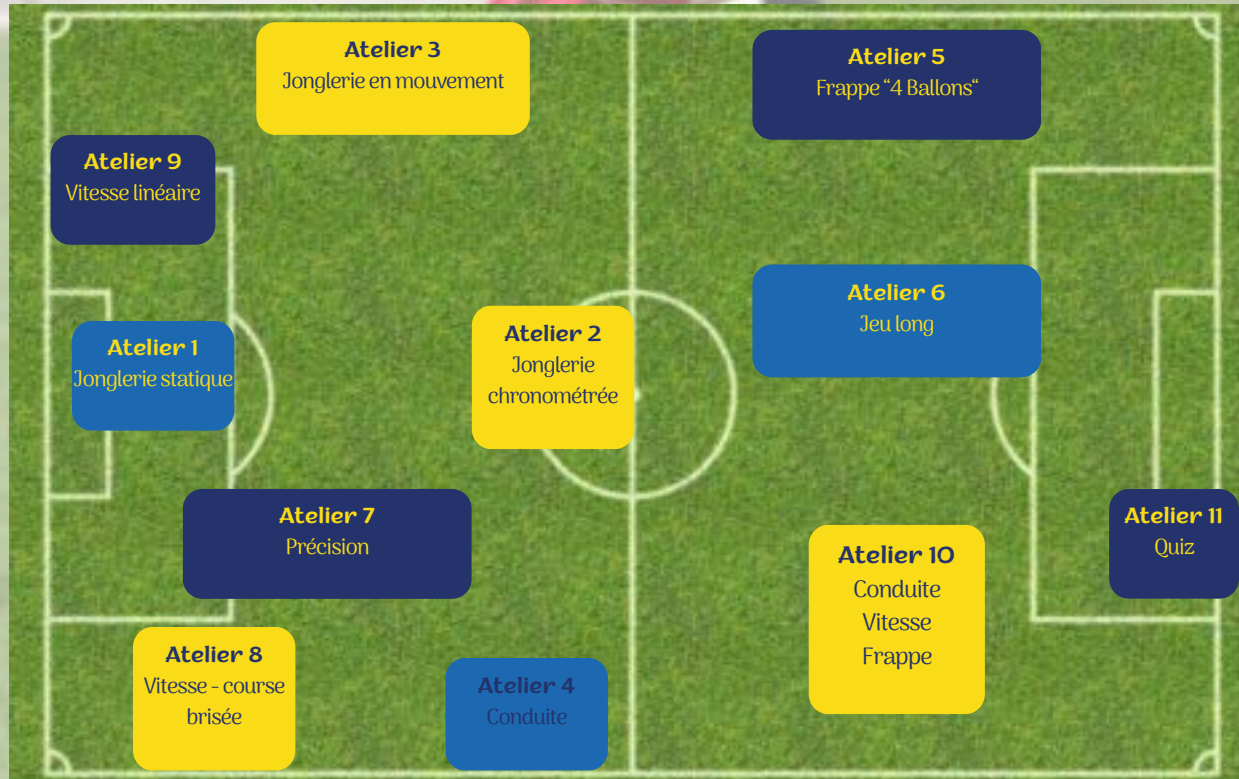 Atelier 3
Jonglerie en mouvement
Atelier 5
Frappe “4 Ballons“
Atelier 9
Vitesse linéaire
Atelier 6
Jeu long
Atelier 1
Jonglerie statique
Atelier 2
Jonglerie
chronométrée
Atelier 7
Précision
Atelier 11
Quiz
Atelier 10
Conduite
Vitesse
Frappe
Atelier 8
Vitesse - course
brisée
Atelier 4
Conduite